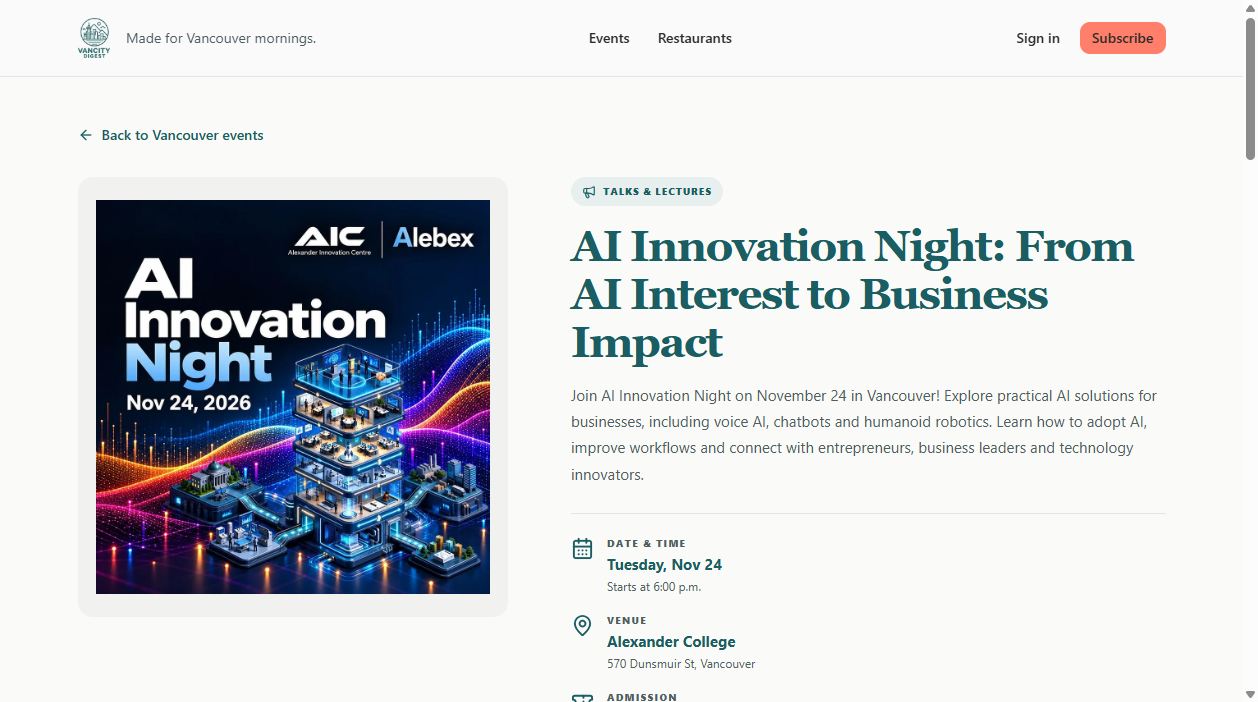 VANCITY
DIGEST
Made for Vancouver mornings.
Events
Restaurants
Sign in
Subscribe
Back to Vancouver events
AIC
Alexander Innovation Centre
Alebex
AI
Innovation
Night
Nov 24, 2026
TALKS & LECTURES
AI Innovation Night: From
AI Interest to Business
Impact
Join AI Innovation Night on November 24 in Vancouver! Explore practical AI solutions for
businesses, including voice AI, chatbots and humanoid robotics. Learn how to adopt AI,
improve workflows and connect with entrepreneurs, business leaders and technology
innovators.
DATE & TIME
Tuesday, Nov 24
Starts at 6:00 p.m.
VENUE
Alexander College
570 Dunsmuir St, Vancouver
ADMISSION